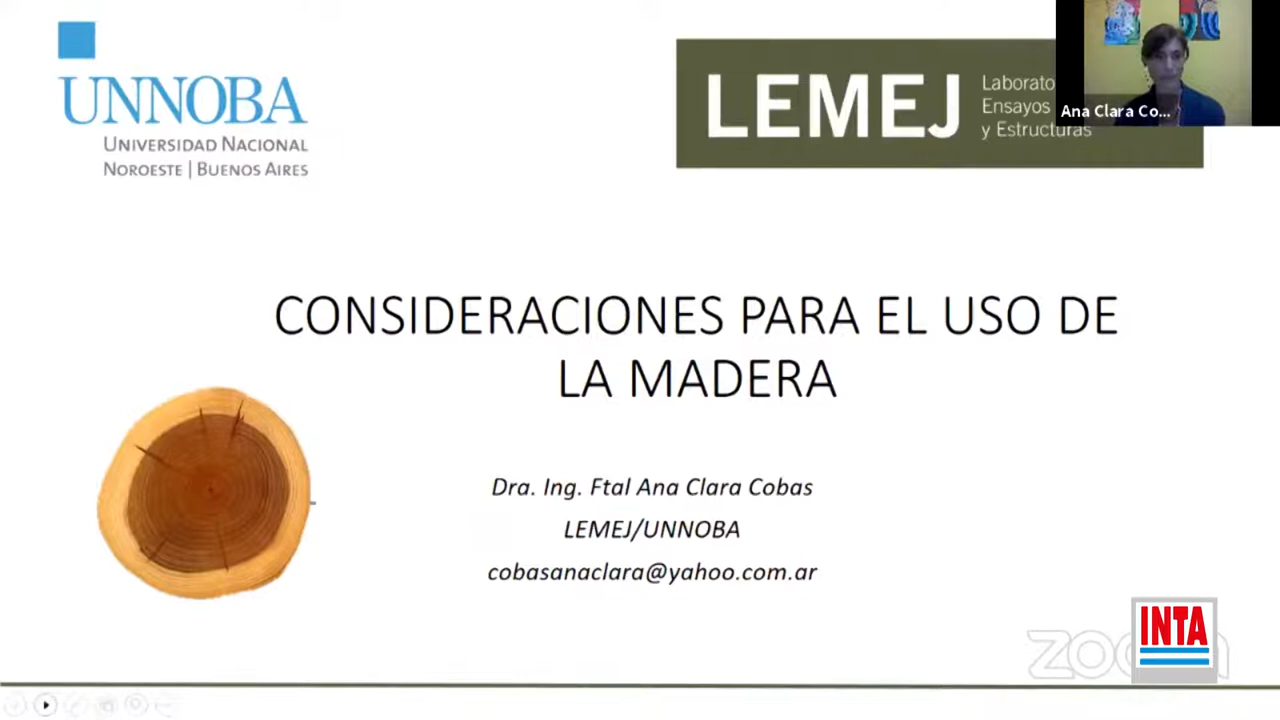 UNNOBA
UNIVERSIDAD NACIONAL
NOROESTE | BUENOS AIRES
LEMEJ
Ensayos
y Estructuras
Ana Clara Co...
CONSIDERACIONES PARA EL USO DE
LA MADERA
Dra. Ing. Ftal Ana Clara Cobas
LEMEJ/UNNOBA
cobasanaclara@yahoo.com.ar
INTA
zoom